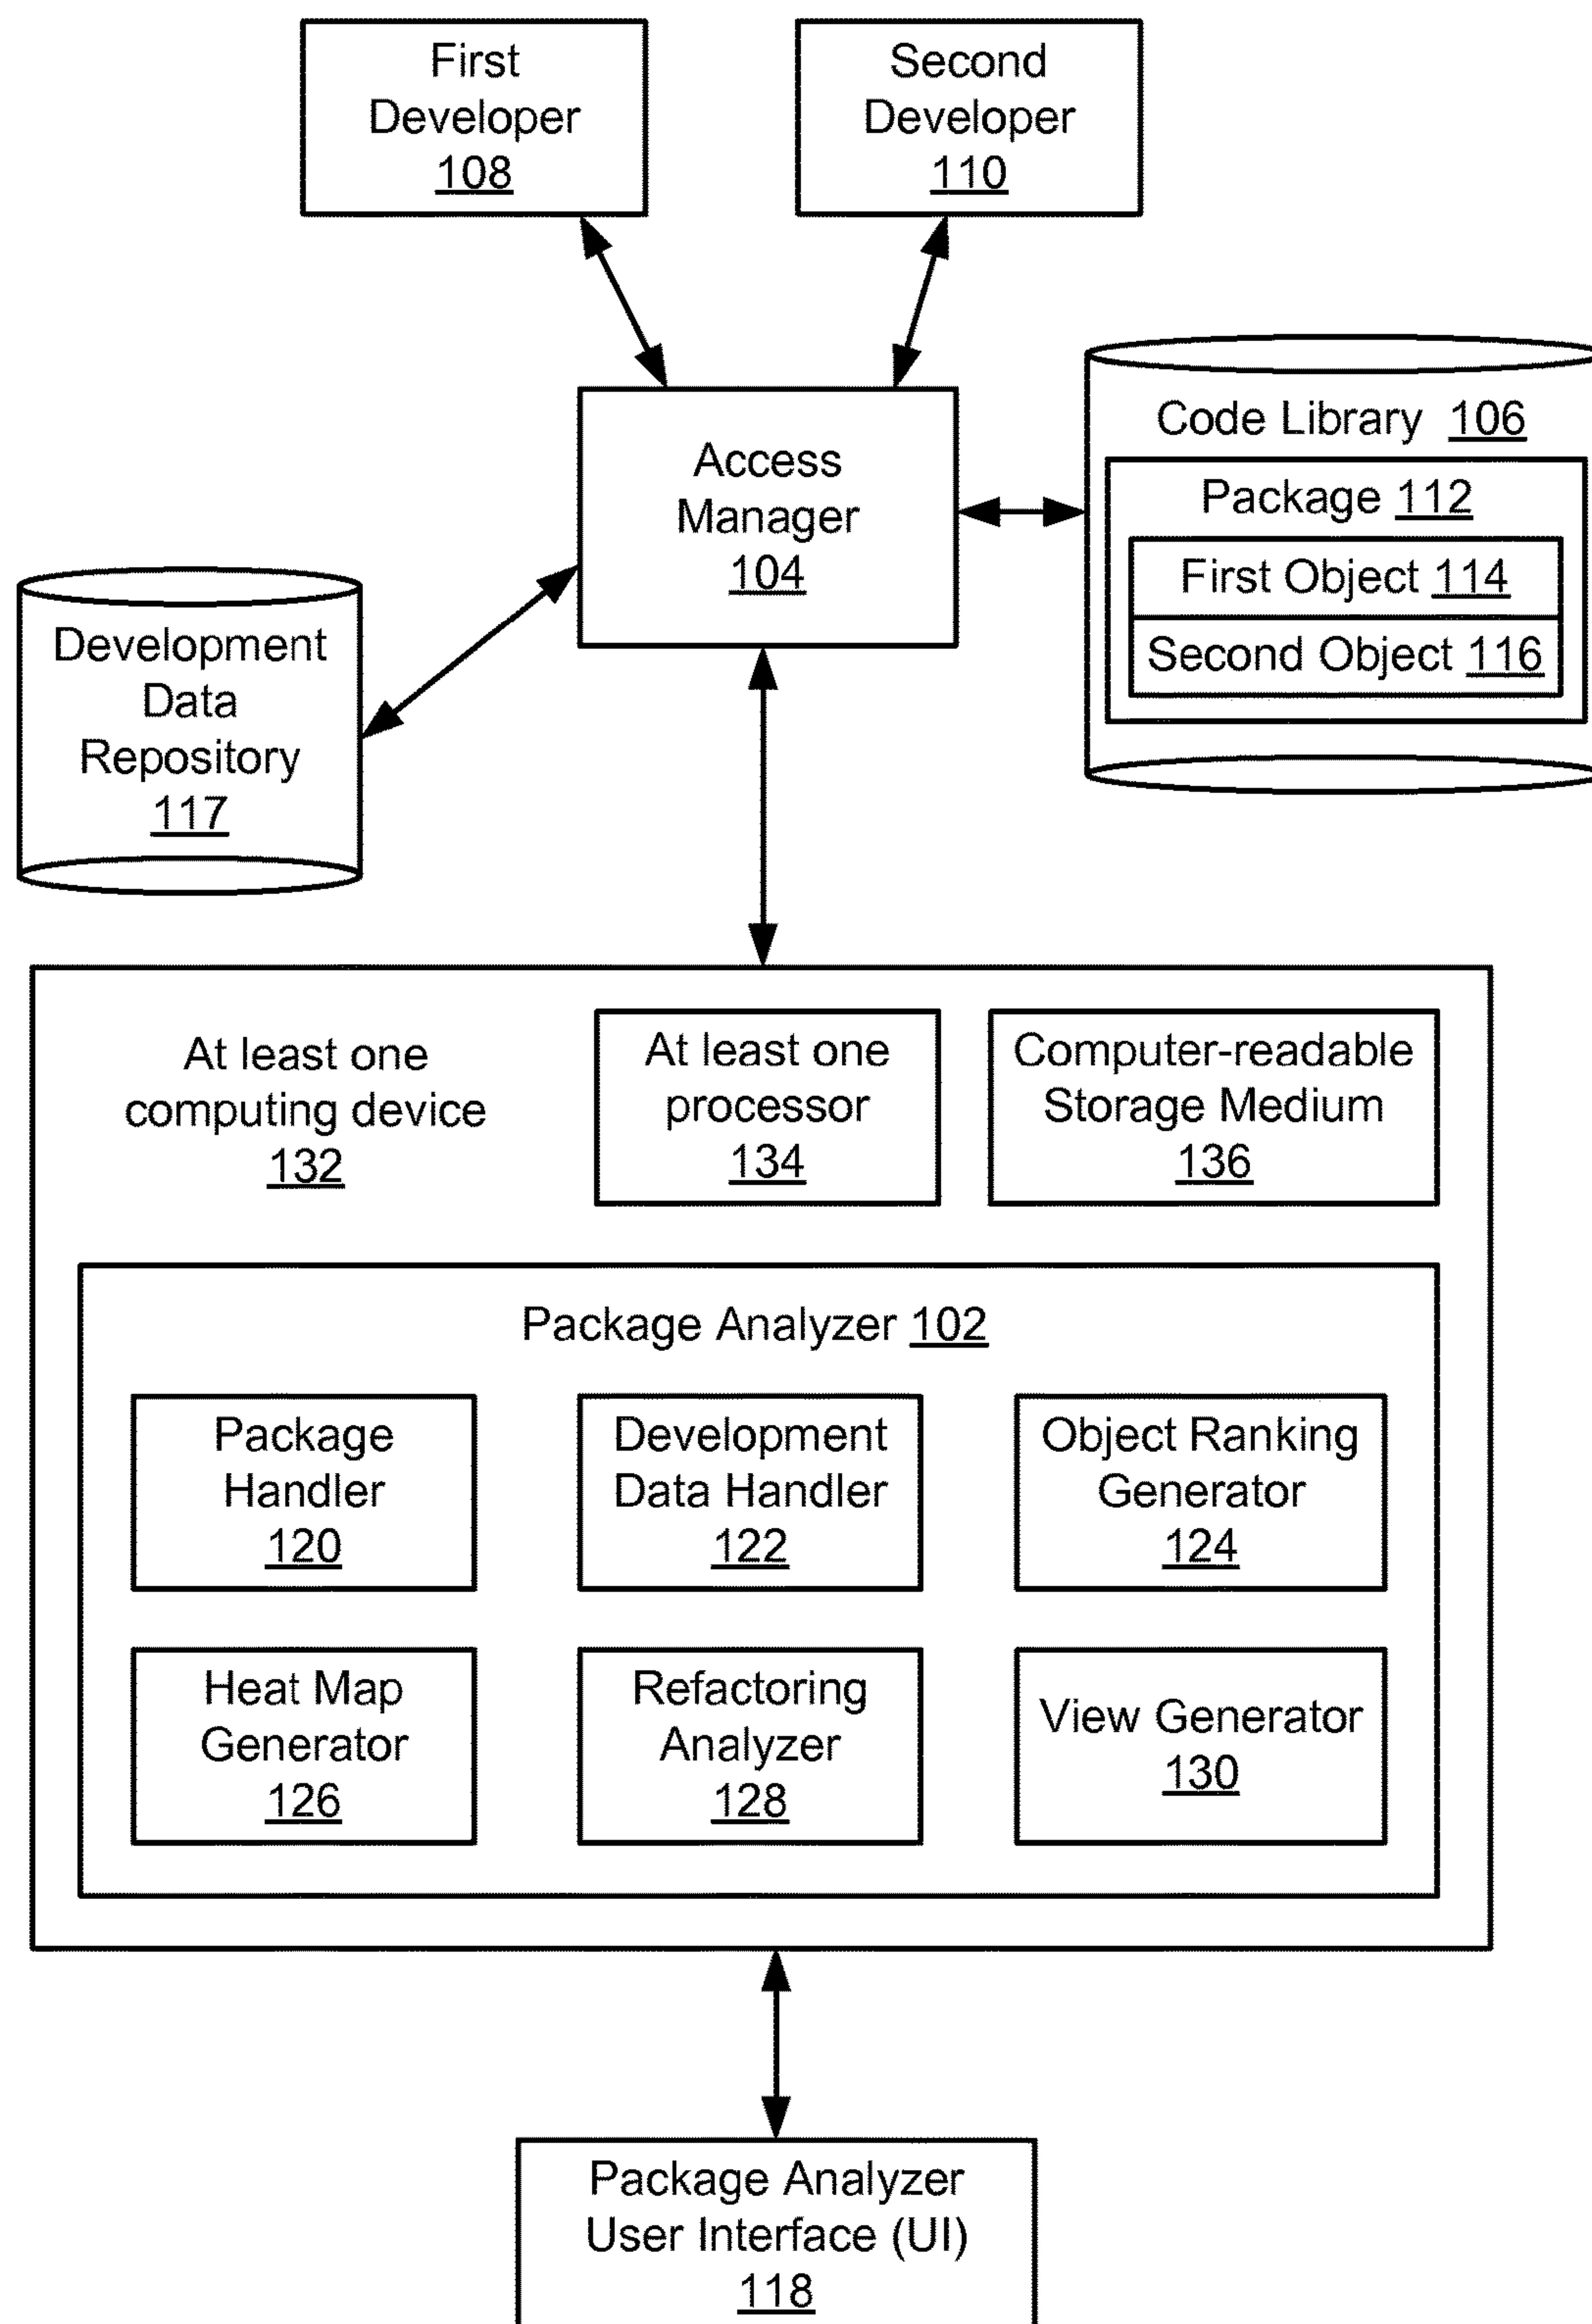 First
Developer
108
Second
Developer
110
Code Library 106
Package 112
First Object 114
Second Object 116
Access
Manager
104
Development
Data
Repository
117
At least one
computing device
132
At least one
processor
134
Computer-readable
Storage Medium
136
Package Analyzer 102
Package
Handler
120
Development
Data Handler
122
Object Ranking
Generator
124
Heat Map
Generator
126
Refactoring
Analyzer
128
View Generator
130
Package Analyzer
User Interface (UI)
118